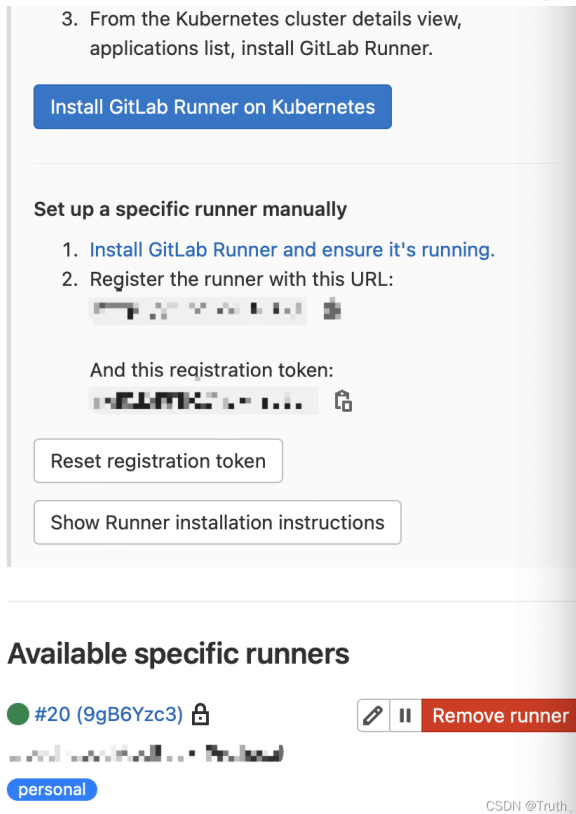 3. From the Kubernetes cluster details view,
applications list, install GitLab Runner.
Install GitLab Runner on Kubernetes
Set up a specific runner manually
1. Install GitLab Runner and ensure it's running.
2. Register the runner with this URL:
And this registration token:
Reset registration token
Show Runner installation instructions
Available specific runners
#20 (9gB6Yzc3)
Remove runner
personal
CSDN @Truth、